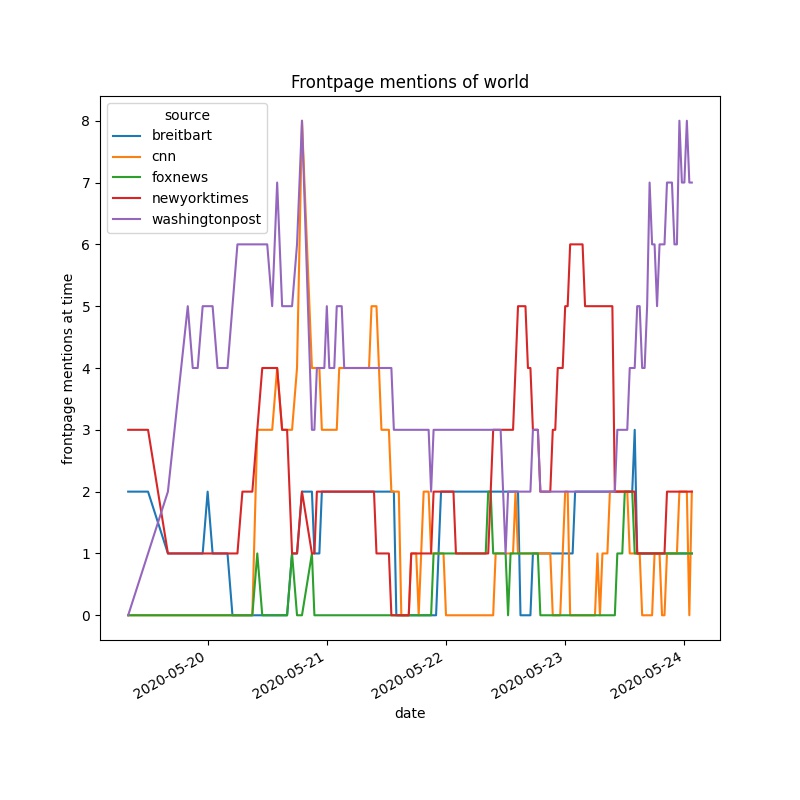 Frontpage mentions of world
source
breitbart
cnn
foxnews
newyorktimes
washingtonpost
8
7
6
5
4
3
2
1
0
frontpage mentions at time
2020-05-20
2020-05-21
2020-05-22
2020-05-23
2020-05-24
date